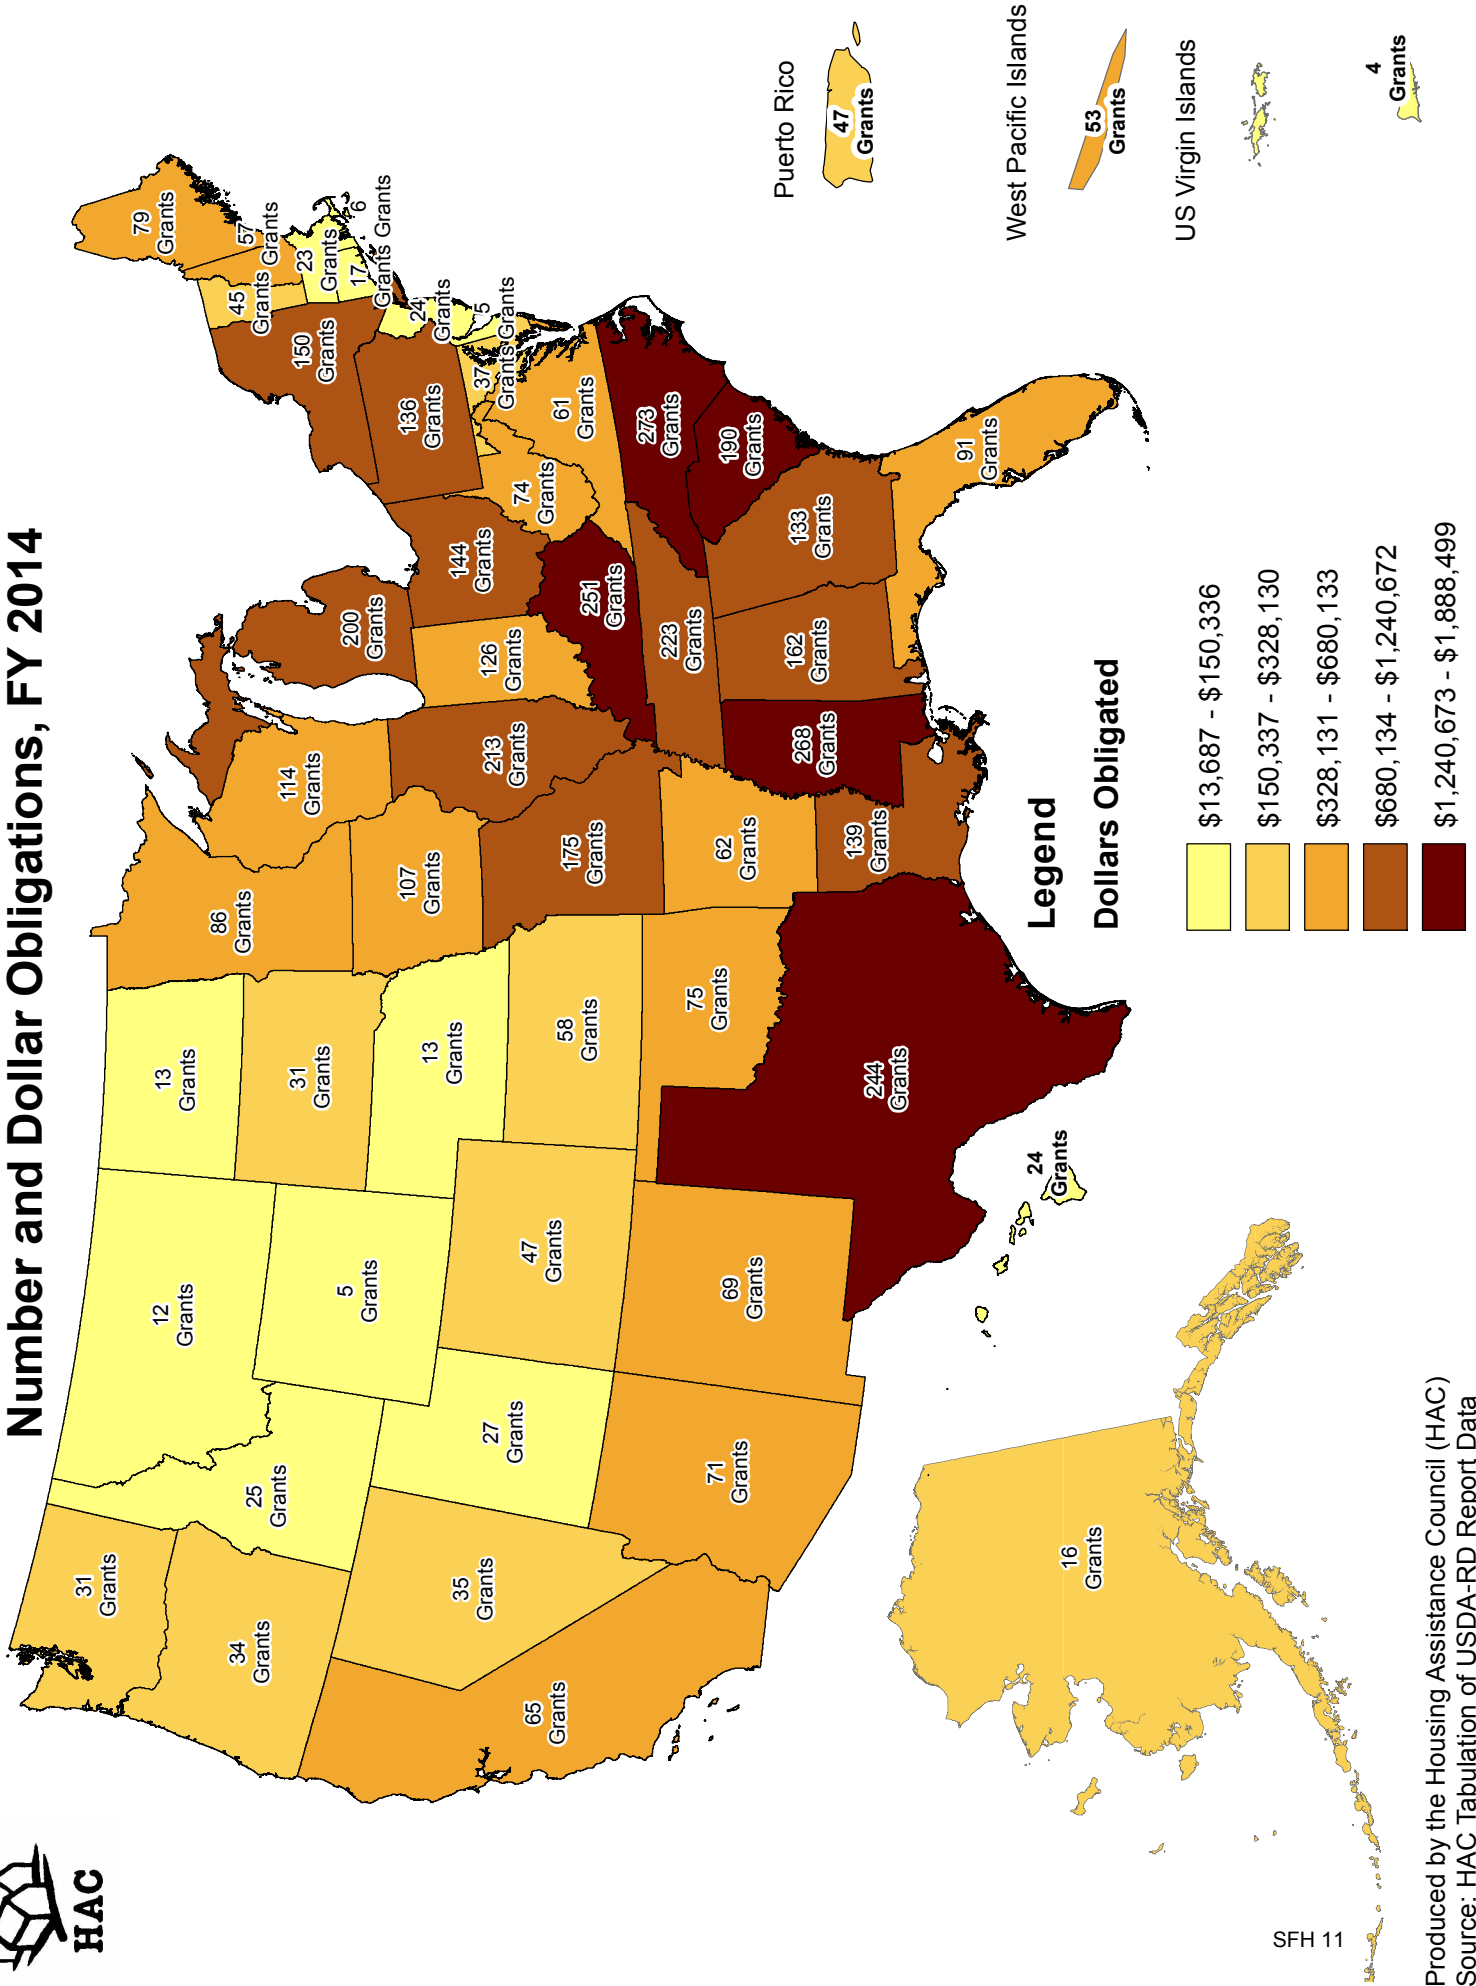 Number and Dollar Obligations, FY 2014
HAC
31
Grants
34
Grants
65
Grants
35
Grants
25
Grants
12
Grants
5
Grants
27
Grants
71
Grants
47
Grants
69
Grants
13
Grants
31
Grants
13
Grants
58
Grants
75
Grants
244
Grants
86
Grants
107
Grants
175
Grants
62
Grants
139
Grants
114
Grants
213
Grants
268
Grants
200
Grants
126
Grants
144
Grants
251
Grants
223
Grants
162
Grants
133
Grants
91
Grants
190
Grants
273
Grants
61
Grants
74
Grants
136
Grants
150
Grants
37
Grants
5
Grants
24
Grants
17
Grants
6
Grants
23
Grants
45
Grants
57
Grants
79
Grants
16
Grants
24
Grants
Puerto Rico
47
Grants
West Pacific Islands
53
Grants
US Virgin Islands
4
Grants
Legend
Dollars Obligated
$13,687 - $150,336
$150,337 - $328,130
$328,131 - $680,133
$680,134 - $1,240,672
$1,240,673 - $1,888,499
SFH 11
Produced by the Housing Assistance Council (HAC)
Source: HAC Tabulation of USDA-RD Report Data